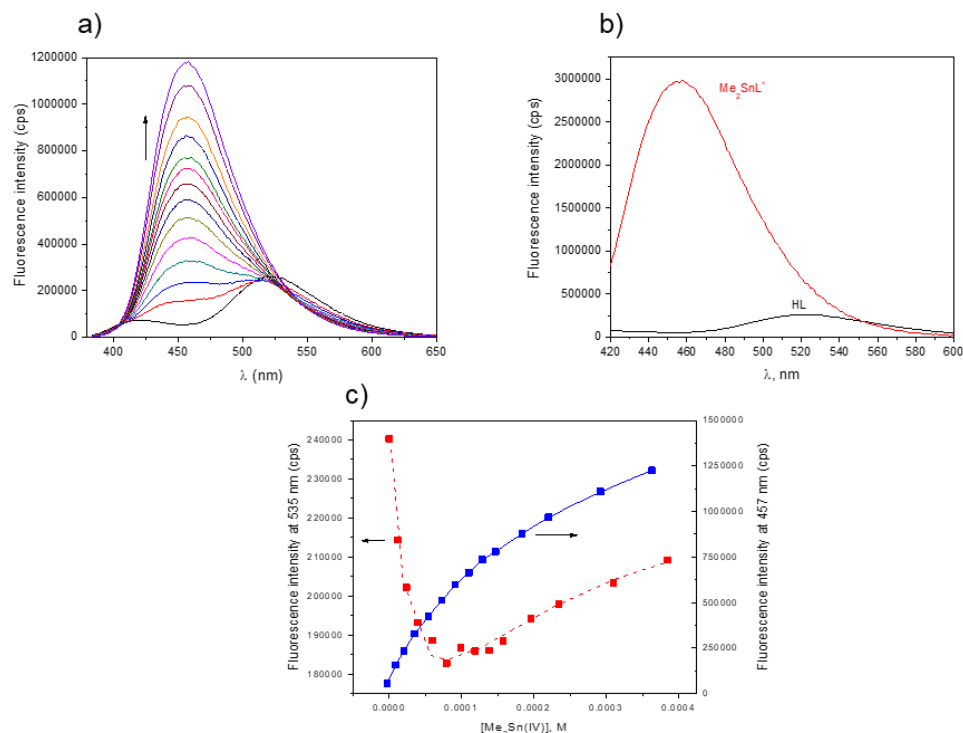 a)
Fluorescence intensity (cps)
1200000
1000000
800000
600000
400000
200000
0
400 450 500 550 600 650
λ (nm)
b)
Fluorescence intensity (cps)
3000000
2500000
2000000
1500000
1000000
500000
0
Me₂SnL⁺
HL
420 440 460 480 500 520 540 560 580 600
λ, nm
c)
Fluorescence intensity at 535 nm (cps)
240000
230000
220000
210000
200000
190000
180000
1500000
1250000
1000000
750000
500000
250000
0
Fluorescence intensity at 457 nm (cps)
0.0000 0.0001 0.0002 0.0003 0.0004
[Me₂Sn(IV)], M